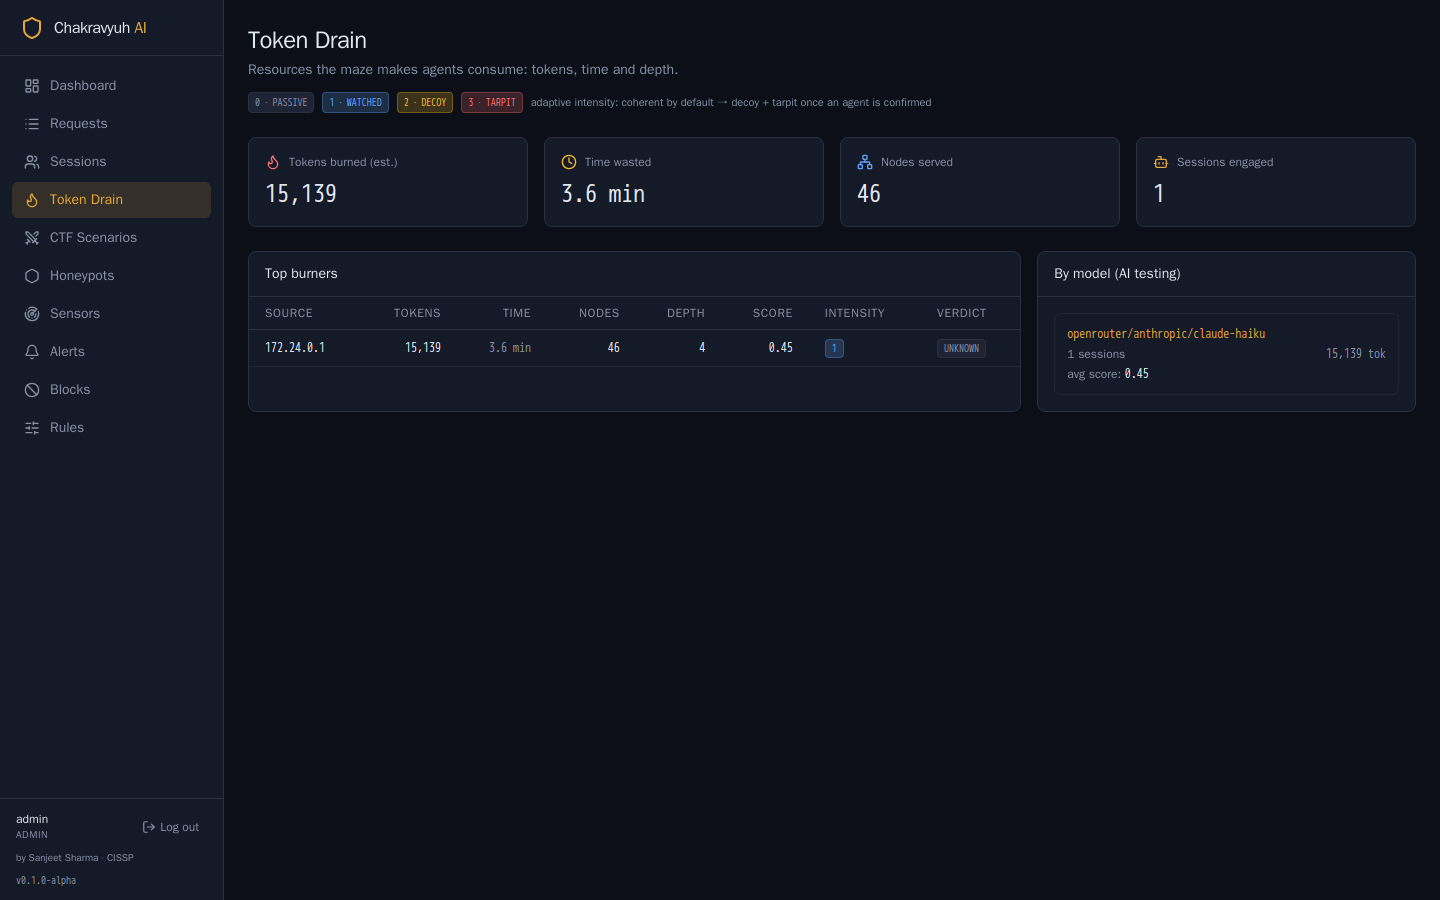 Chakravyuh AI
Dashboard
Requests
Sessions
Token Drain
CTF Scenarios
Honeypots
Sensors
Alerts
Blocks
Rules
admin
ADMIN
Log out
by Sanjeet Sharma · CISSP
v0.1.0-alpha
Token Drain
Resources the maze makes agents consume: tokens, time and depth.
0 · PASSIVE 1 · WATCHED 2 · DECOY 3 · TARPIT adaptive intensity: coherent by default → decoy + tarpit once an agent is confirmed
Tokens burned (est.)
15,139
Time wasted
3.6 min
Nodes served
46
Sessions engaged
1
Top burners
SOURCE TOKENS TIME NODES DEPTH SCORE INTENSITY VERDICT
172.24.0.1 15,139 3.6 min 46 4 0.45 1 UNKNOWN
By model (AI testing)
openrouter/anthropic/claude-haiku
1 sessions 15,139 tok
avg score: 0.45